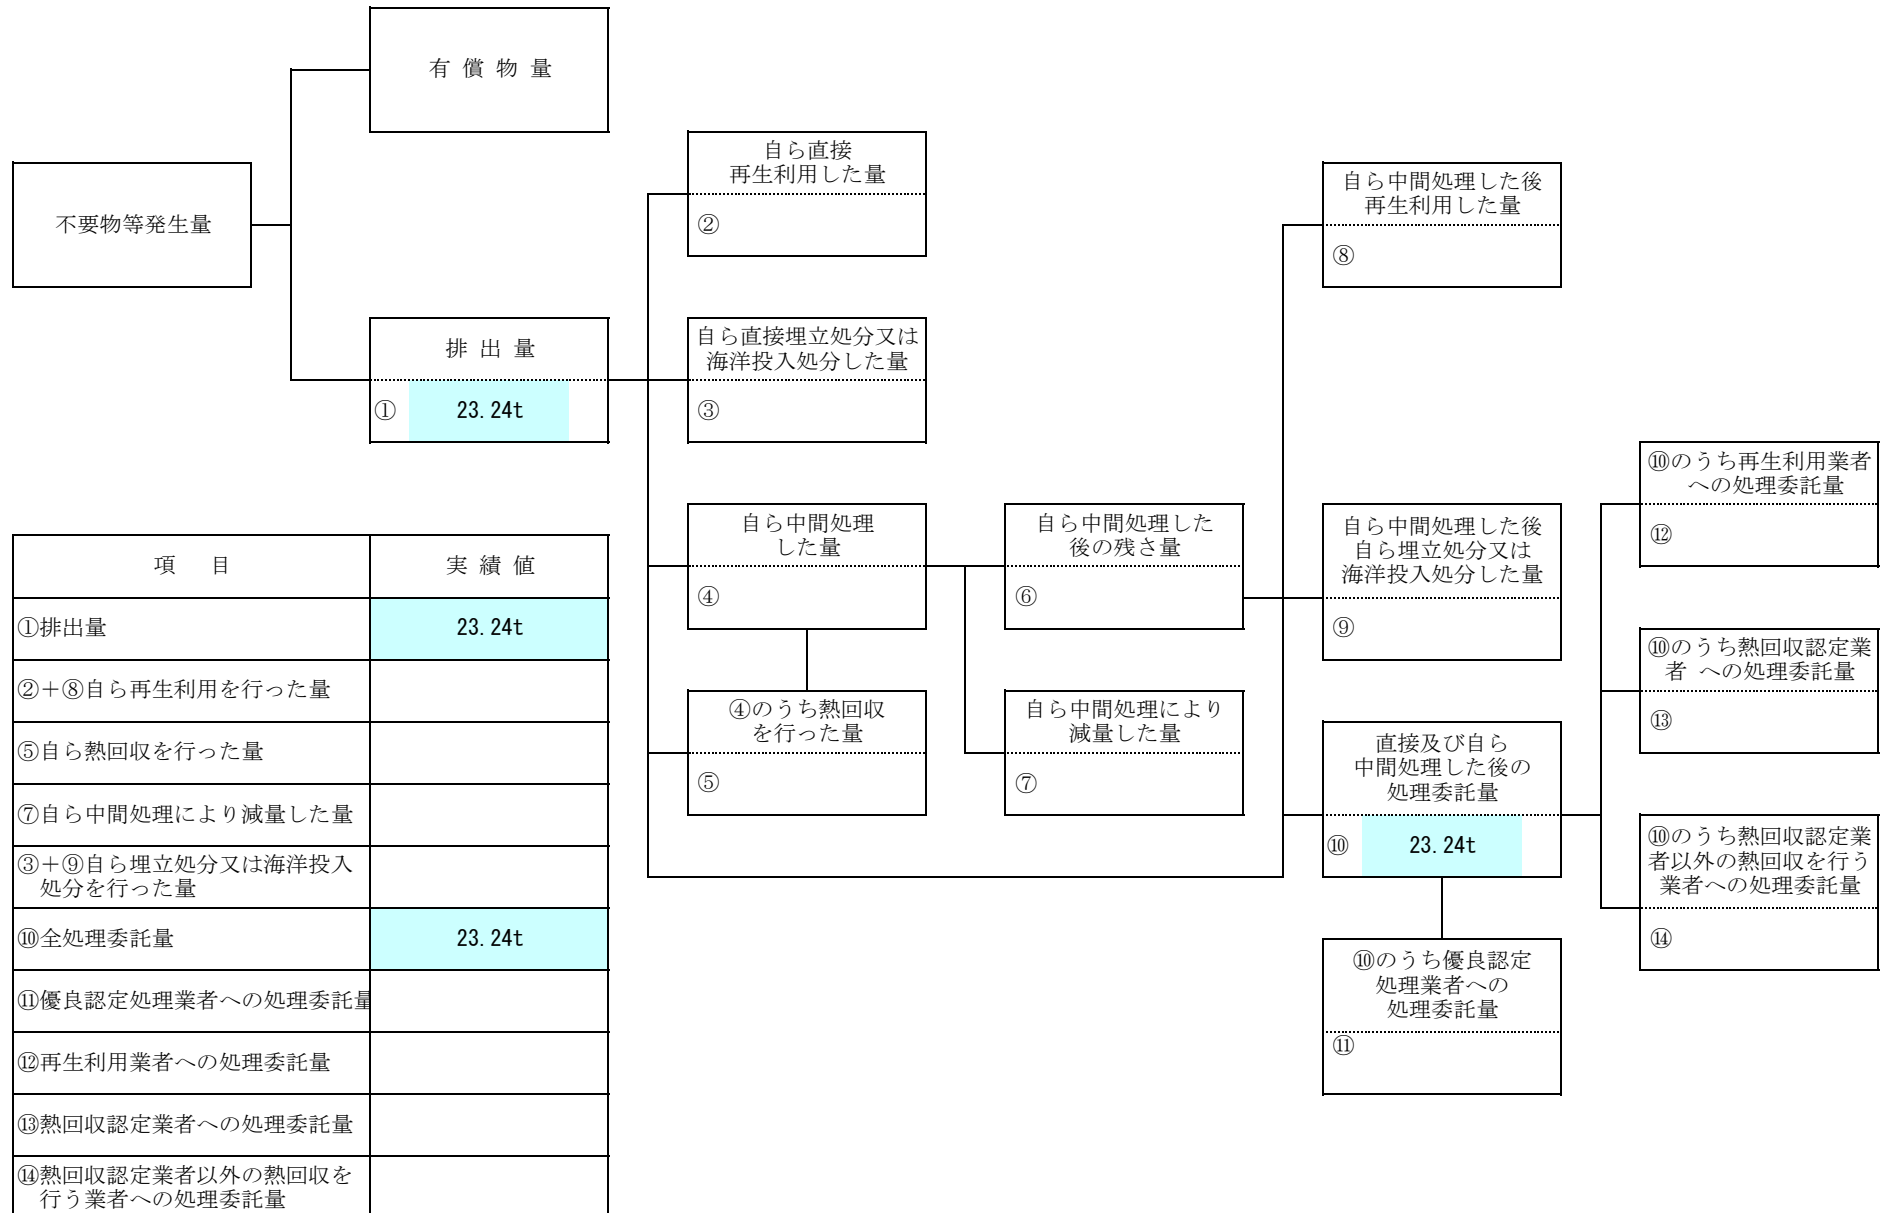 有 償 物 量
不要物等発生量
排 出 量
① 23.24t
自ら直接
再生利用した量
②
自ら直接埋立処分又は
海洋投入処分した量
③
自ら中間処理
した量
④
④のうち熱回収
を行った量
⑤
自ら中間処理した
後の残さ量
⑥
自ら中間処理により
減量した量
⑦
自ら中間処理した後
再生利用した量
⑧
自ら中間処理した後
自ら埋立処分又は
海洋投入処分した量
⑨
直接及び自ら
中間処理した後の
処理委託量
⑩ 23.24t
⑩のうち優良認定
処理業者への
処理委託量
⑪
⑩のうち再生利用業者
への処理委託量
⑫
⑩のうち熱回収認定業
者 への処理委託量
⑬
⑩のうち熱回収認定業
者以外の熱回収を行う
業者への処理委託量
⑭
項 目 実 績 値
①排出量 23.24t
②＋⑧自ら再生利用を行った量
⑤自ら熱回収を行った量
⑦自ら中間処理により減量した量
③＋⑨自ら埋立処分又は海洋投入
処分を行った量
⑩全処理委託量 23.24t
⑪優良認定処理業者への処理委託量
⑫再生利用業者への処理委託量
⑬熱回収認定業者への処理委託量
⑭熱回収認定業者以外の熱回収を
行う業者への処理委託量